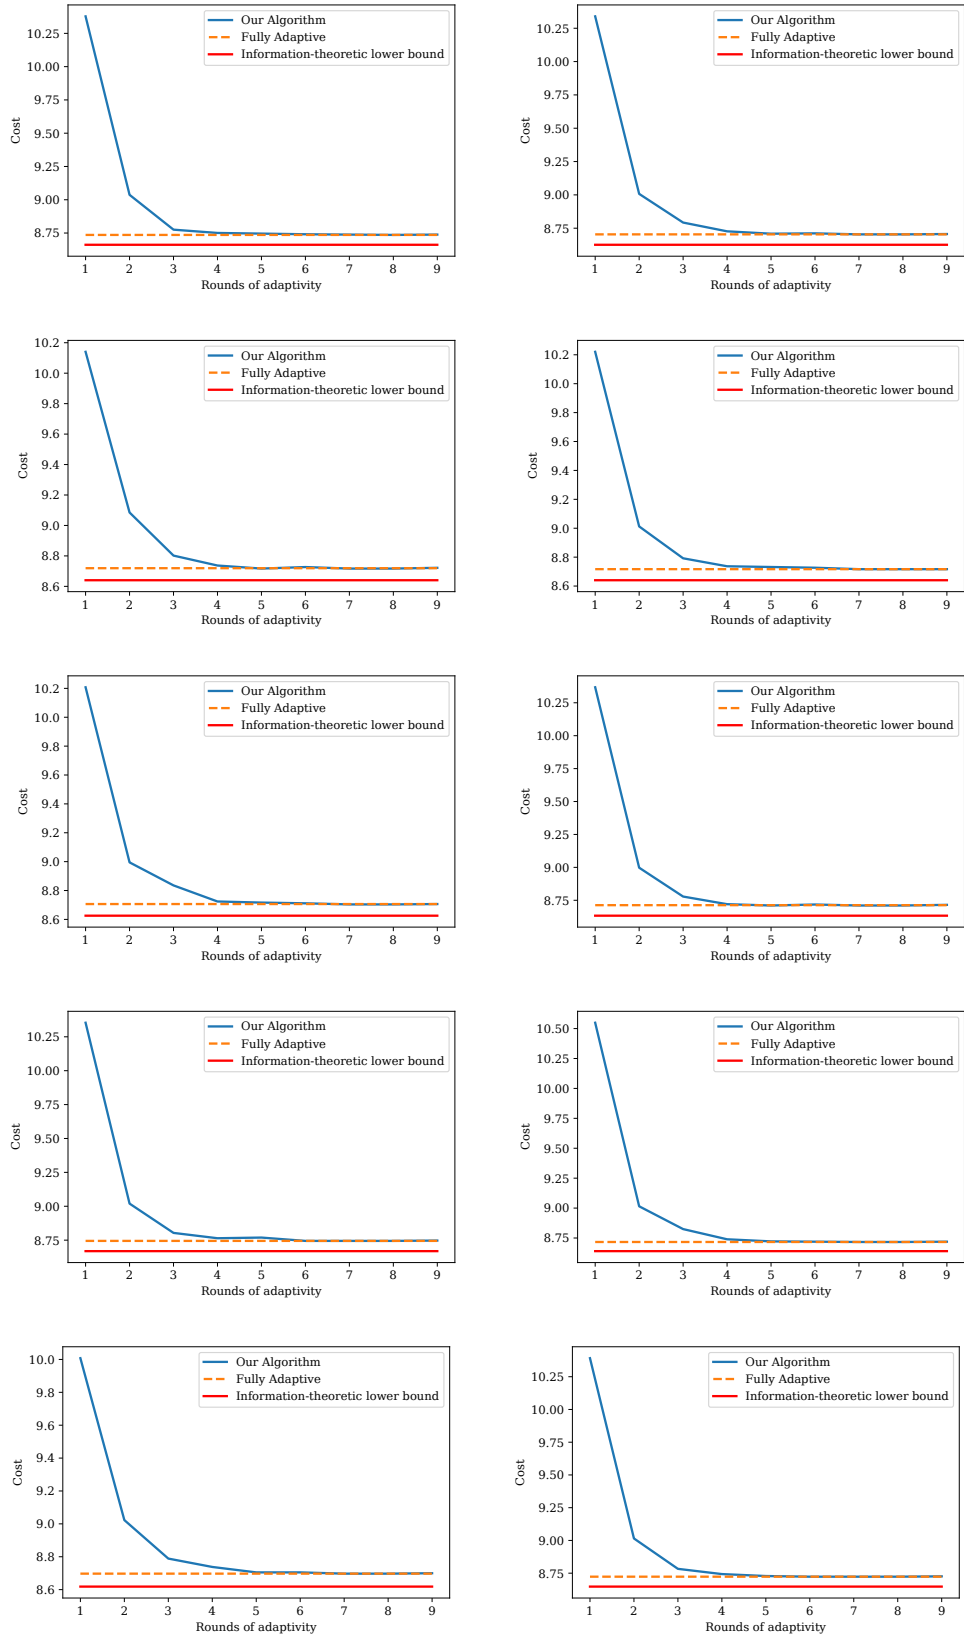 Our Algorithm
Fully Adaptive
Information-theoretic lower bound
Cost
10.25
10.00
9.75
9.50
9.25
9.00
8.75
1 2 3 4 5 6 7 8 9
Rounds of adaptivity
Our Algorithm
Fully Adaptive
Information-theoretic lower bound
Cost
10.25
10.00
9.75
9.50
9.25
9.00
8.75
1 2 3 4 5 6 7 8 9
Rounds of adaptivity
Our Algorithm
Fully Adaptive
Information-theoretic lower bound
Cost
10.2
10.0
9.8
9.6
9.4
9.2
9.0
8.8
8.6
1 2 3 4 5 6 7 8 9
Rounds of adaptivity
Our Algorithm
Fully Adaptive
Information-theoretic lower bound
Cost
10.2
10.0
9.8
9.6
9.4
9.2
9.0
8.8
8.6
1 2 3 4 5 6 7 8 9
Rounds of adaptivity
Our Algorithm
Fully Adaptive
Information-theoretic lower bound
Cost
10.2
10.0
9.8
9.6
9.4
9.2
9.0
8.8
8.6
1 2 3 4 5 6 7 8 9
Rounds of adaptivity
Our Algorithm
Fully Adaptive
Information-theoretic lower bound
Cost
10.25
10.00
9.75
9.50
9.25
9.00
8.75
1 2 3 4 5 6 7 8 9
Rounds of adaptivity
Our Algorithm
Fully Adaptive
Information-theoretic lower bound
Cost
10.25
10.00
9.75
9.50
9.25
9.00
8.75
1 2 3 4 5 6 7 8 9
Rounds of adaptivity
Our Algorithm
Fully Adaptive
Information-theoretic lower bound
Cost
10.50
10.25
10.00
9.75
9.50
9.25
9.00
8.75
1 2 3 4 5 6 7 8 9
Rounds of adaptivity
Our Algorithm
Fully Adaptive
Information-theoretic lower bound
Cost
10.0
9.8
9.6
9.4
9.2
9.0
8.8
8.6
1 2 3 4 5 6 7 8 9
Rounds of adaptivity
Our Algorithm
Fully Adaptive
Information-theoretic lower bound
Cost
10.25
10.00
9.75
9.50
9.25
9.00
8.75
1 2 3 4 5 6 7 8 9
Rounds of adaptivity